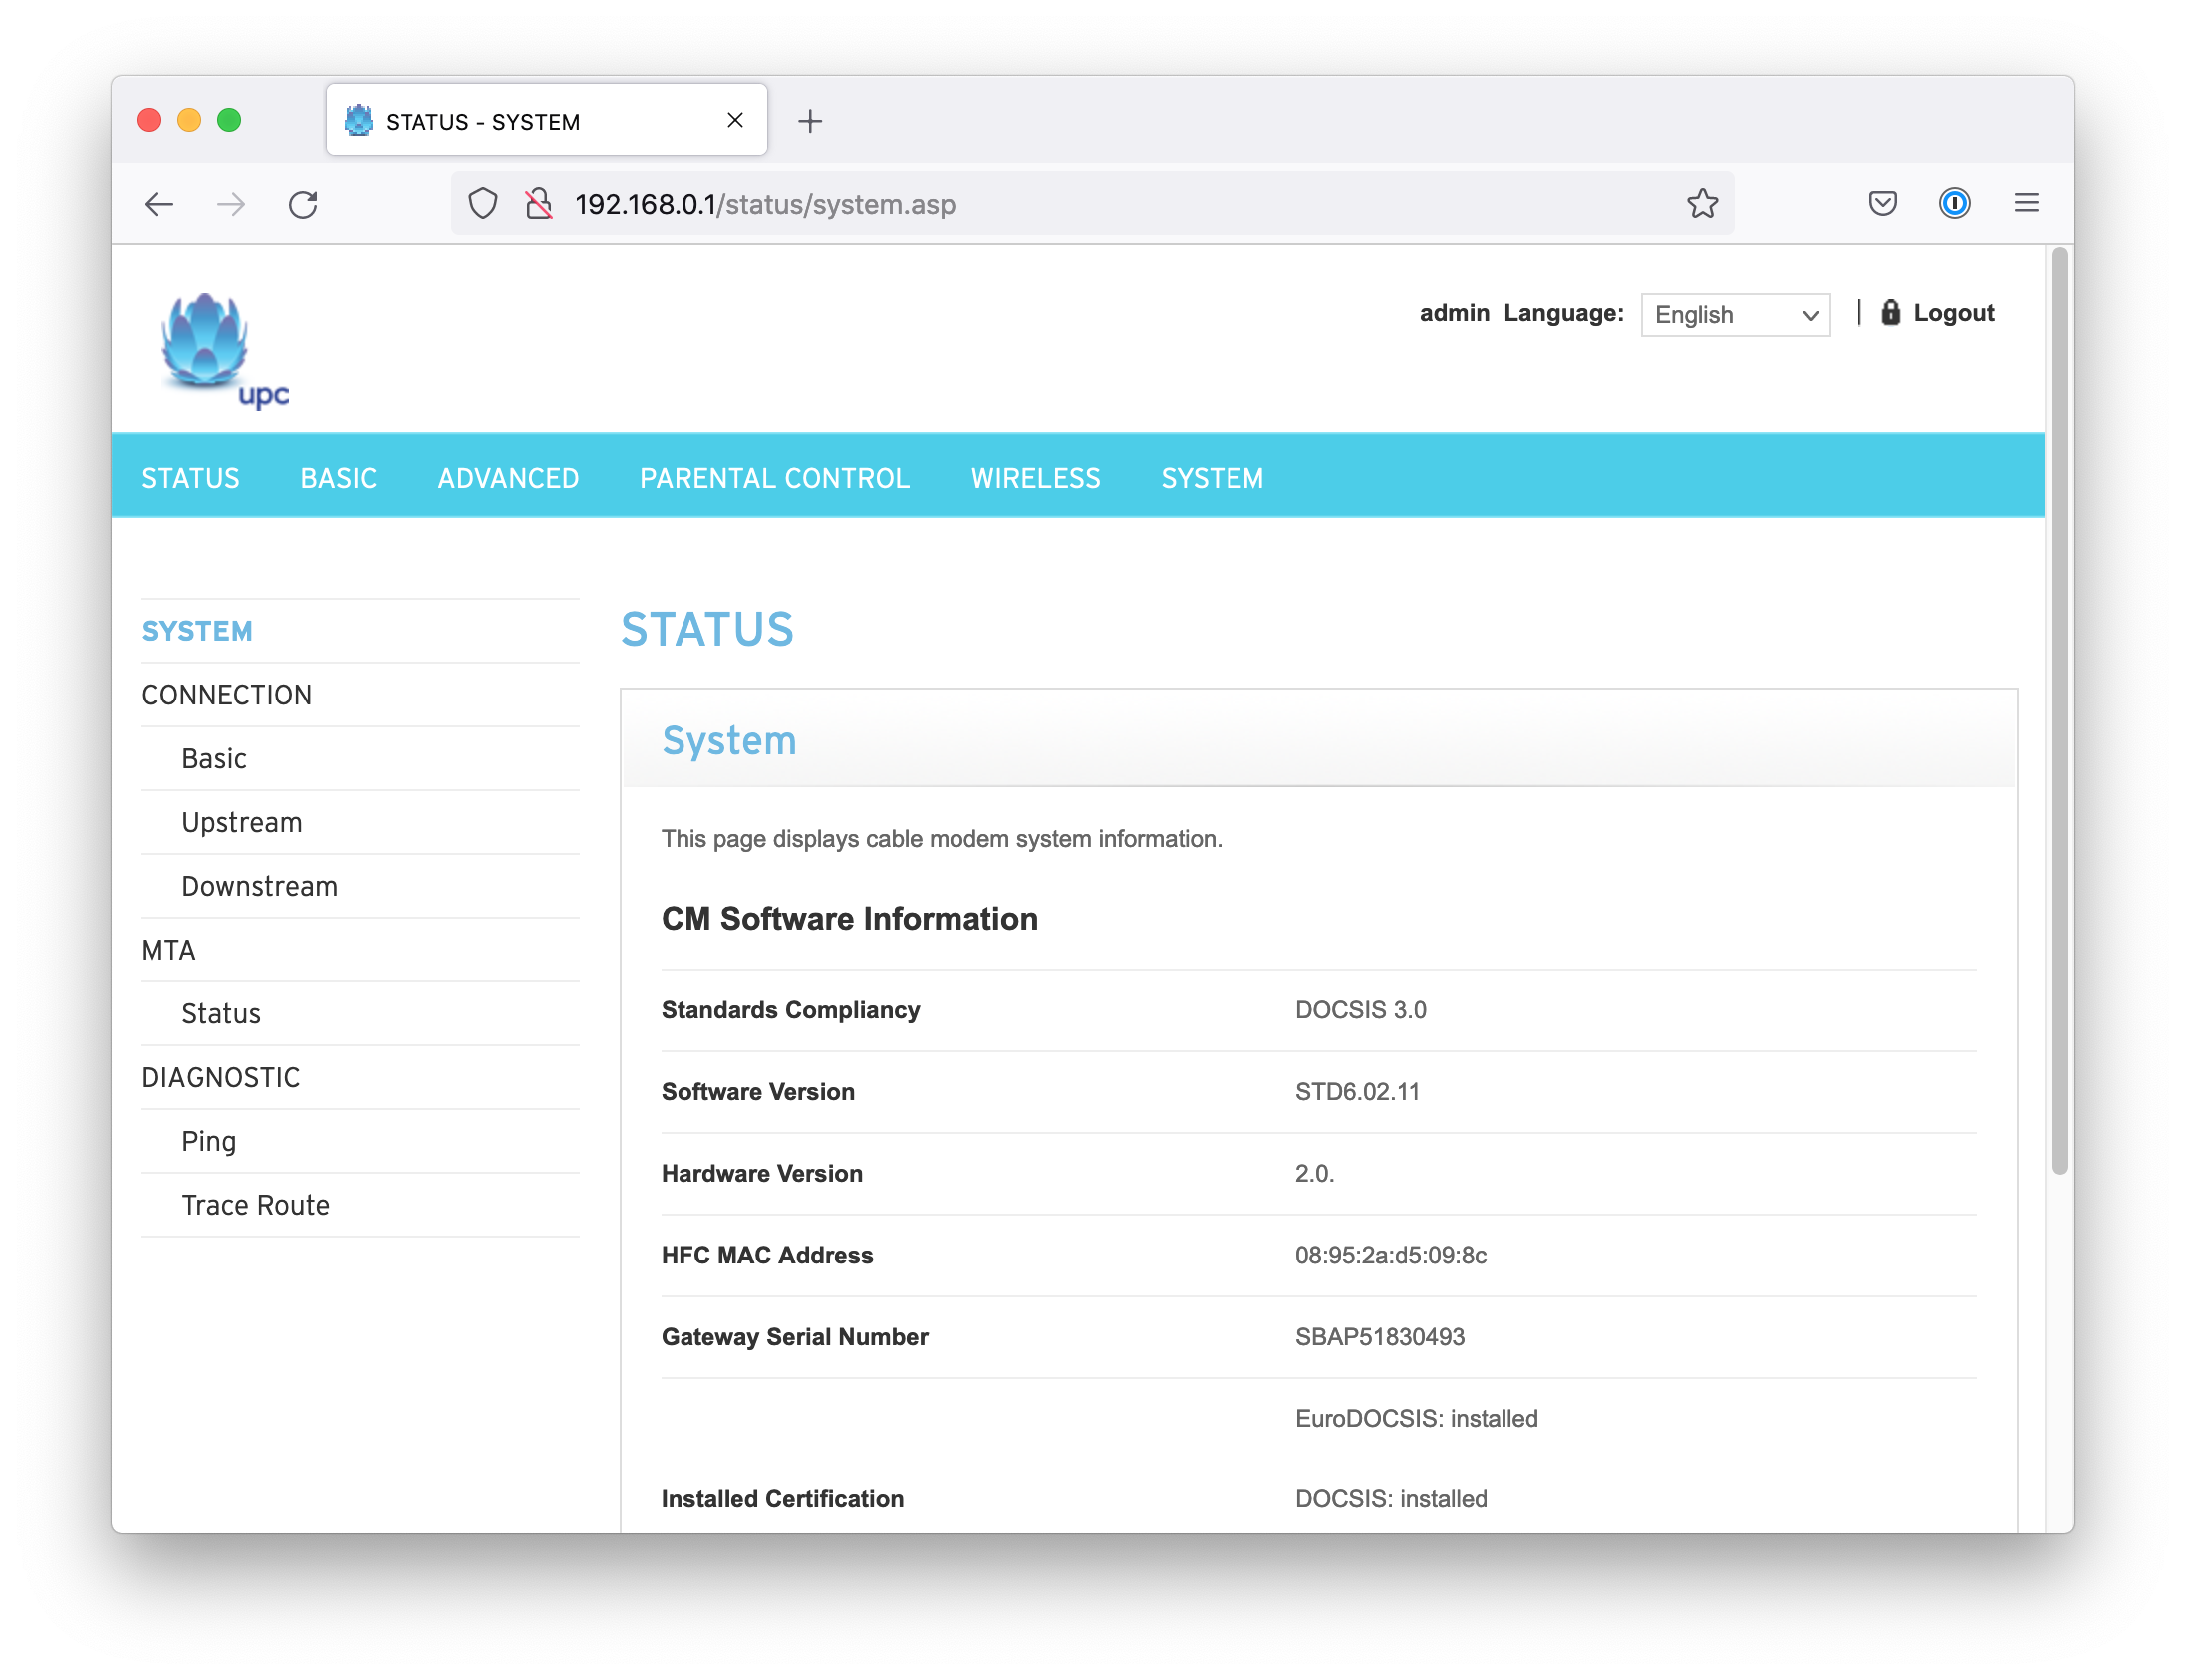 STATUS - SYSTEM
192.168.0.1/status/system.asp
admin Language: English | Logout
upc
STATUS BASIC ADVANCED PARENTAL CONTROL WIRELESS SYSTEM
SYSTEM
CONNECTION
Basic
Upstream
Downstream
MTA
Status
DIAGNOSTIC
Ping
Trace Route
STATUS
System
This page displays cable modem system information.
CM Software Information
Standards Compliancy DOCSIS 3.0
Software Version STD6.02.11
Hardware Version 2.0.
HFC MAC Address 08:95:2a:d5:09:8c
Gateway Serial Number SBAP51830493
EuroDOCSIS: installed
Installed Certification DOCSIS: installed